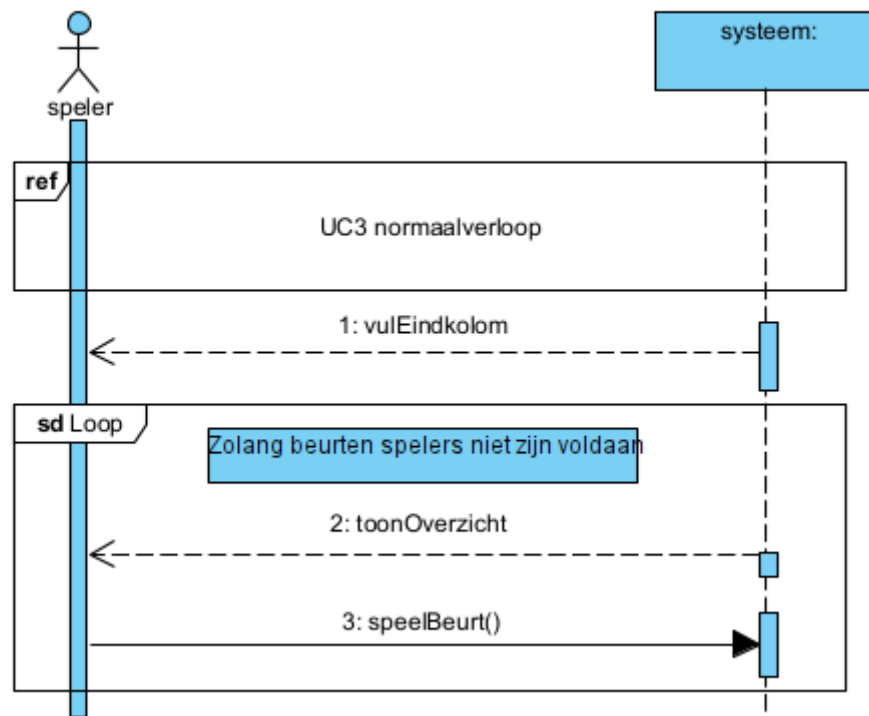 systeem:
speler
ref
UC3 normaalverloop
1: vulEindkolom
sd Loop
Zolang beurten spelers niet zijn voldaan
2: toonOverzicht
3: speelBeurt()